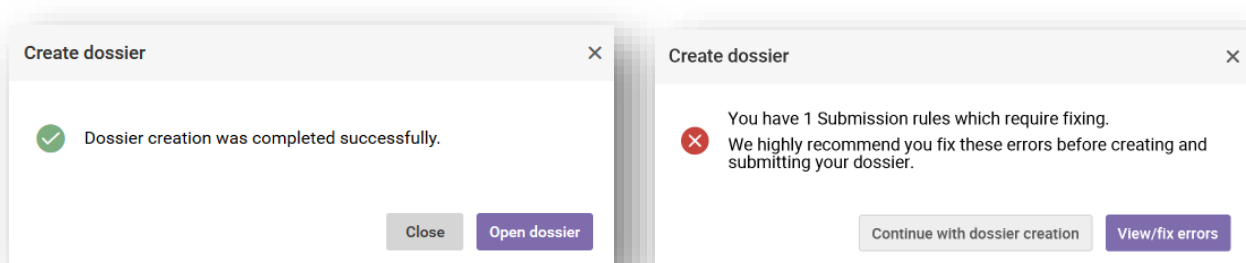 Create dossier
Dossier creation was completed successfully.
Close
Open dossier
Create dossier
You have 1 Submission rules which require fixing.
We highly recommend you fix these errors before creating and
submitting your dossier.
Continue with dossier creation
View/fix errors